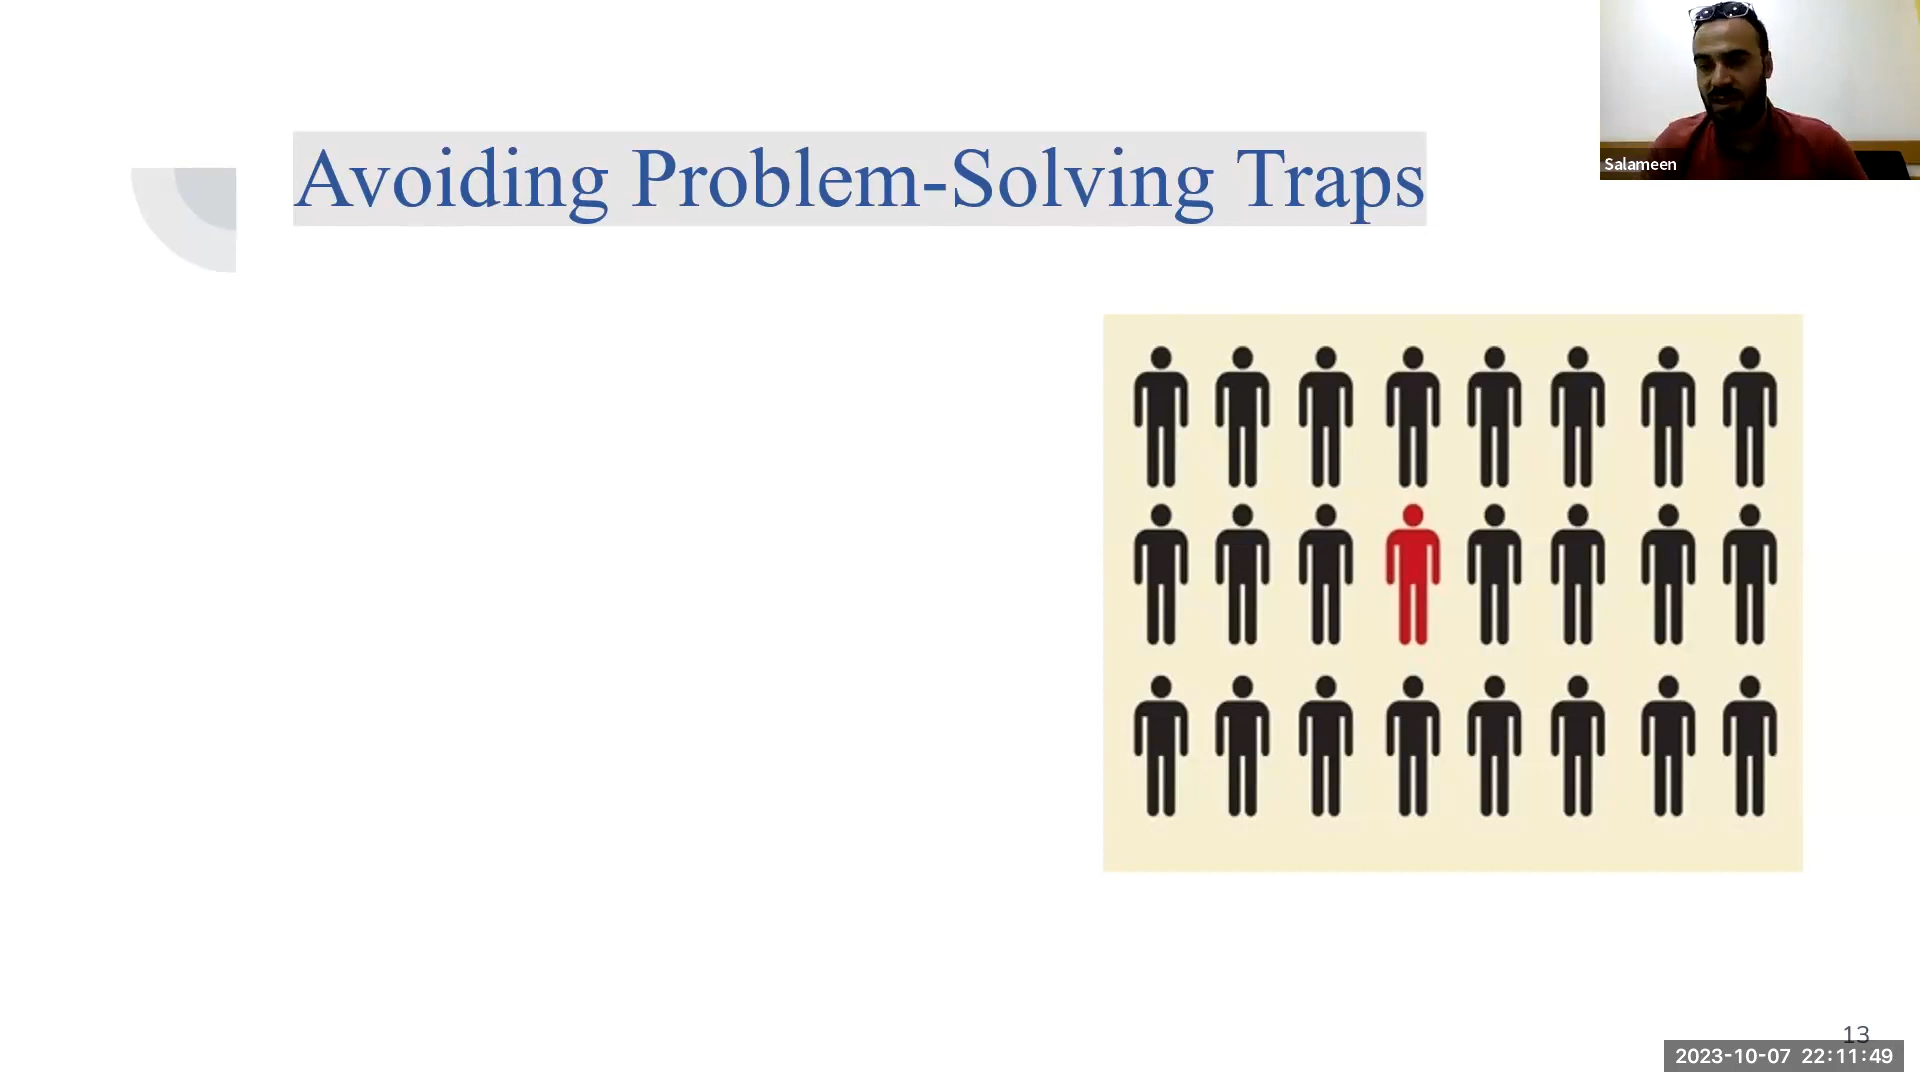 Avoiding Problem-Solving Traps
Salameen
13
2023-10-07 22:11:49